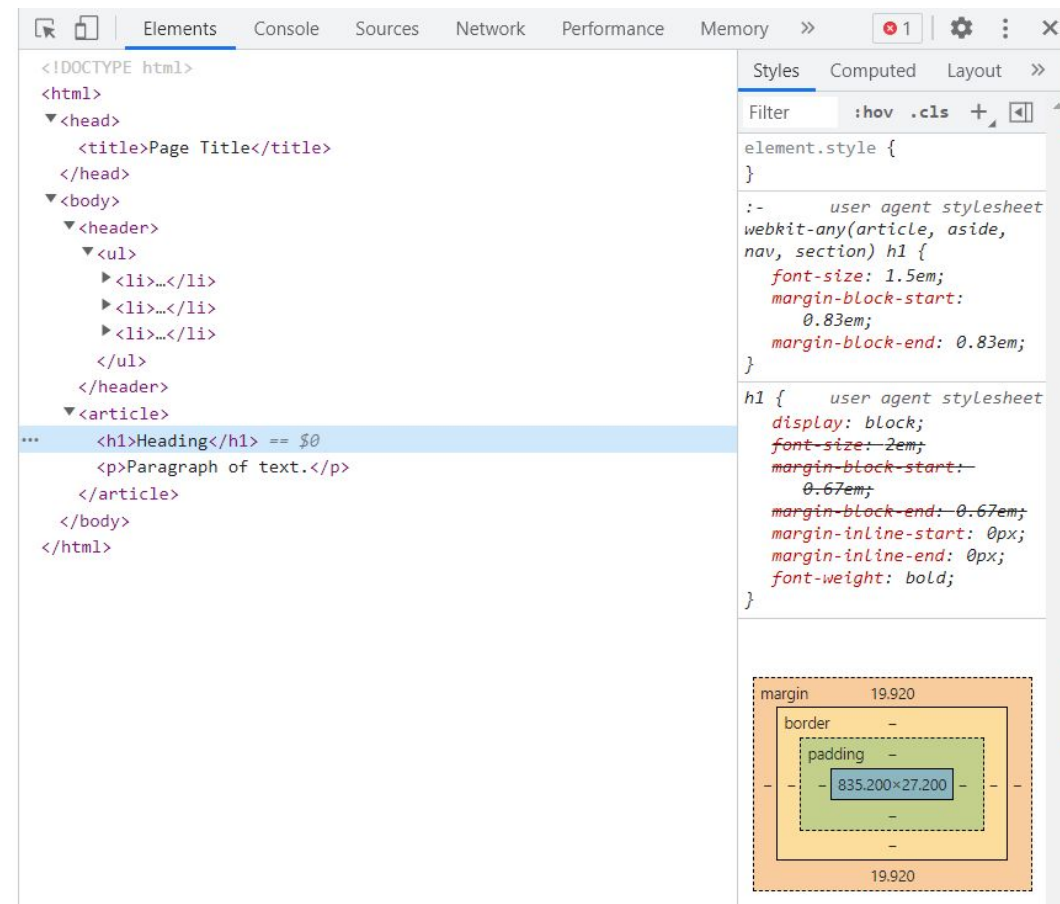 Elements Console Sources Network Performance Memory » 1
<!DOCTYPE html>
<html>
<head>
<title>Page Title</title>
</head>
<body>
<header>
<ul>
<li>…</li>
<li>…</li>
<li>…</li>
</ul>
</header>
<article>
<h1>Heading</h1> == $0
<p>Paragraph of text.</p>
</article>
</body>
</html>
Styles Computed Layout »
Filter :hov .cls +
element.style {
}
:- user agent stylesheet
webkit-any(article, aside,
nav, section) h1 {
font-size: 1.5em;
margin-block-start:
0.83em;
margin-block-end: 0.83em;
}
h1 { user agent stylesheet
display: block;
font-size: 2em;
margin-block-start:
0.67em;
margin-block-end: 0.67em;
margin-inline-start: 0px;
margin-inline-end: 0px;
font-weight: bold;
}
margin 19.920
border –
padding –
– – – 835.200×27.200 – – –
–
–
19.920